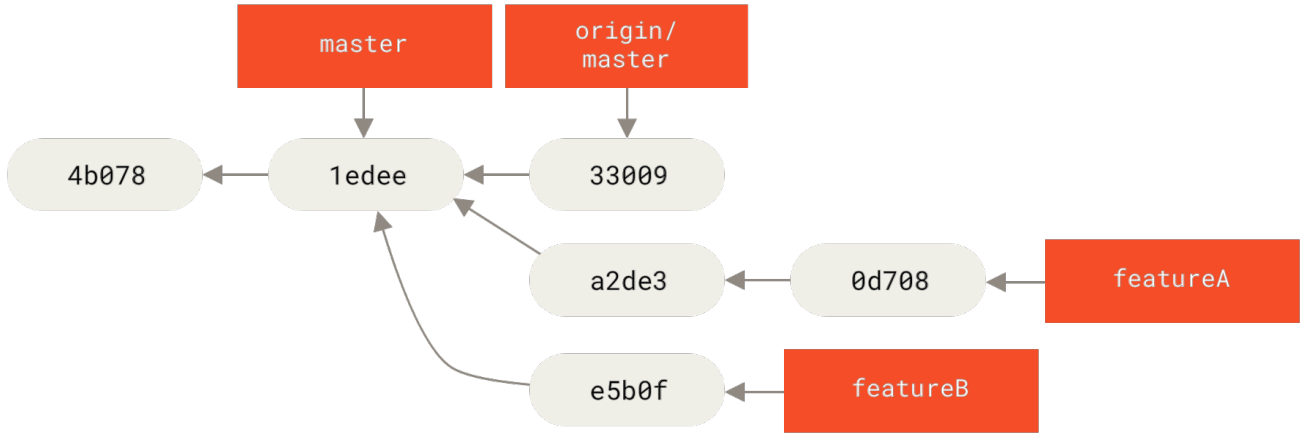 master
origin/
master
4b078
1edee
33009
a2de3
0d708
featureA
e5b0f
featureB